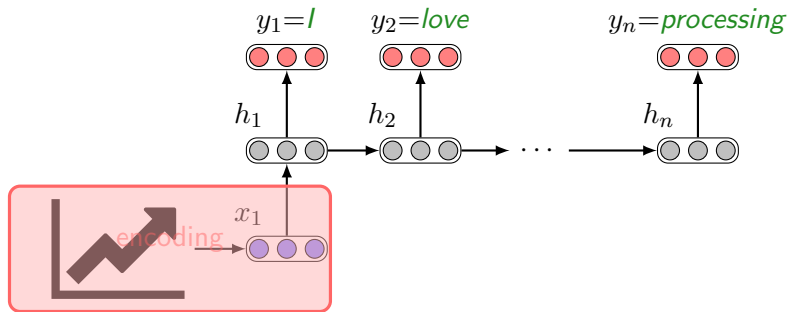 y₁=I y₂=love yₙ=processing
h₁ h₂ hₙ
...
x₁
encoding